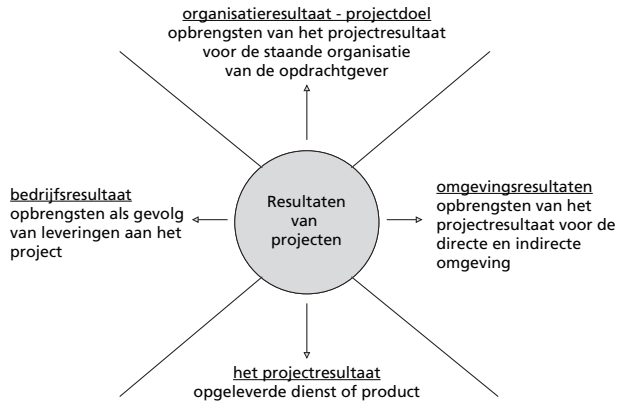 organisatieresultaat - projectdoel
opbrengsten van het projectresultaat
voor de staande organisatie
van de opdrachtgever
bedrijfsresultaat
opbrengsten als gevolg
van leveringen aan het
project
Resultaten
van
projecten
omgevingsresultaten
opbrengsten van het
projectresultaat voor de
directe en indirecte
omgeving
het projectresultaat
opgeleverde dienst of product